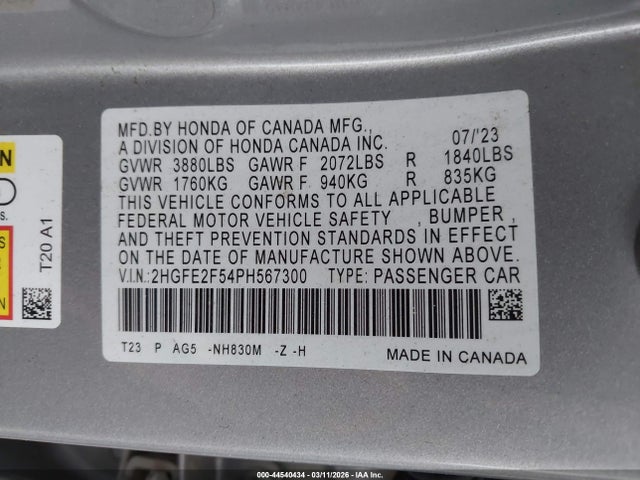 MFD.BY HONDA OF CANADA MFG.,
A DIVISION OF HONDA CANADA INC. 07/'23
GVWR 3880LBS GAWR F 2072LBS R 1840LBS
GVWR 1760KG GAWR F 940KG R 835KG
THIS VEHICLE CONFORMS TO ALL APPLICABLE
FEDERAL MOTOR VEHICLE SAFETY , BUMPER ,
AND THEFT PREVENTION STANDARDS IN EFFECT
ON THE DATE OF MANUFACTURE SHOWN ABOVE.
V.I.N.:2HGFE2F54PH567300 TYPE: PASSENGER CAR
T23 P AG5 -NH830M -Z -H
MADE IN CANADA
T20 A1
000-44540434 - 03/11/2026 - IAA, Inc.